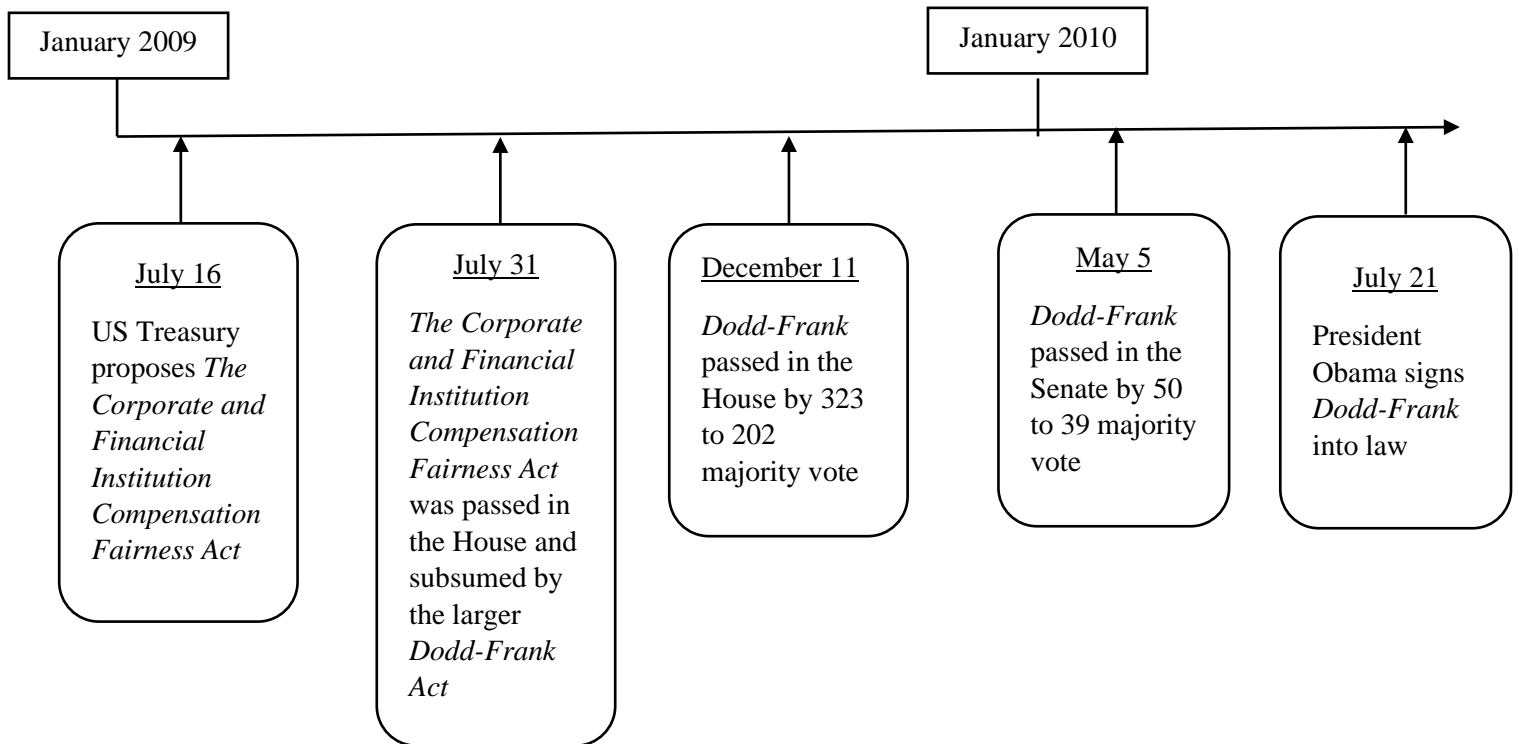 January 2009
January 2010
July 16
US Treasury
proposes The
Corporate and
Financial
Institution
Compensation
Fairness Act
July 31
The Corporate
and Financial
Institution
Compensation
Fairness Act
was passed in
the House and
subsumed by
the larger
Dodd-Frank
Act
December 11
Dodd-Frank
passed in the
House by 323
to 202
majority vote
May 5
Dodd-Frank
passed in the
Senate by 50
to 39 majority
vote
July 21
President
Obama signs
Dodd-Frank
into law